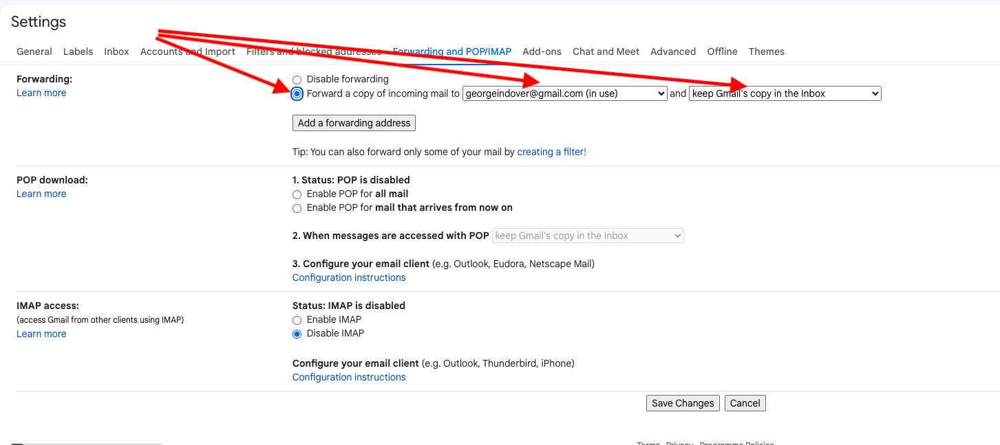 Settings
General Labels Inbox Accounts and Import Filters and blocked addresses Forwarding and POP/IMAP Add-ons Chat and Meet Advanced Offline Themes
Forwarding:
Learn more
Disable forwarding
Forward a copy of incoming mail to georgeindover@gmail.com (in use) and keep Gmail's copy in the Inbox
Add a forwarding address
Tip: You can also forward only some of your mail by creating a filter!
POP download:
Learn more
1. Status: POP is disabled
Enable POP for all mail
Enable POP for mail that arrives from now on
2. When messages are accessed with POP keep Gmail's copy in the Inbox
3. Configure your email client (e.g. Outlook, Eudora, Netscape Mail)
Configuration instructions
IMAP access:
(access Gmail from other clients using IMAP)
Learn more
Status: IMAP is disabled
Enable IMAP
Disable IMAP
Configure your email client (e.g. Outlook, Thunderbird, iPhone)
Configuration instructions
Save Changes Cancel
Terms Privacy Programme Policies